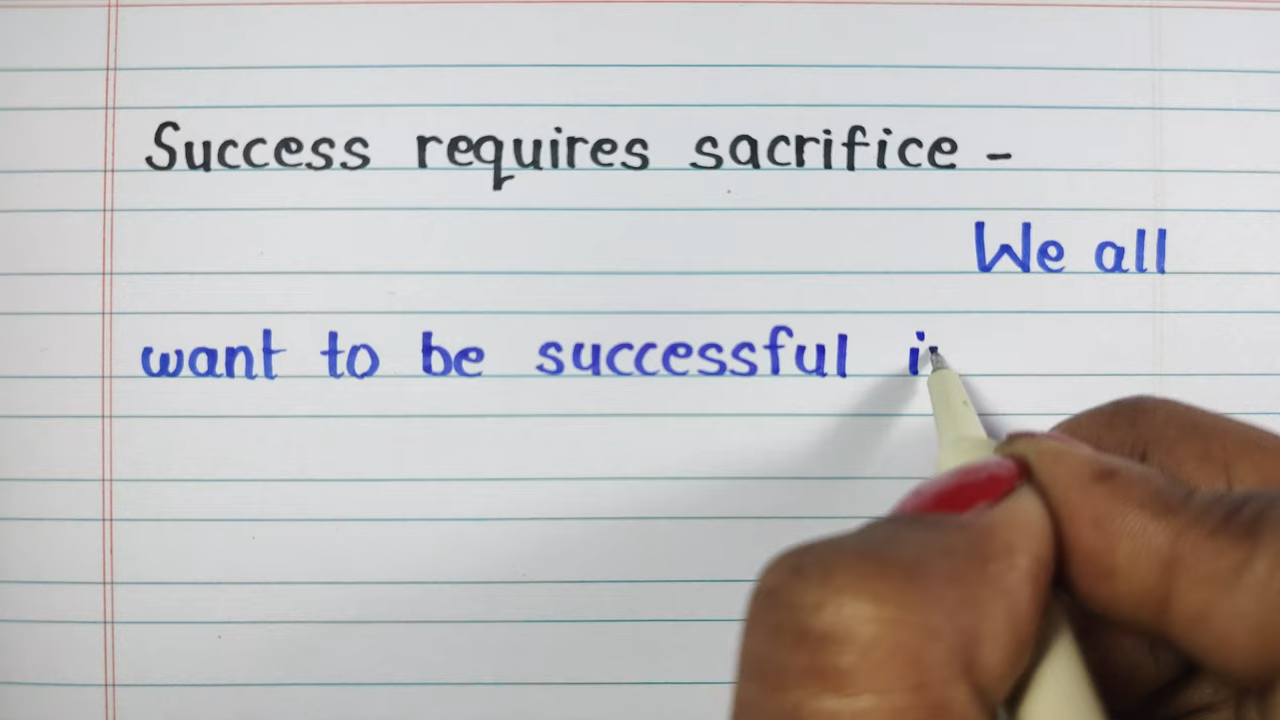 Success requires sacrifice -
We all
want to be successful i